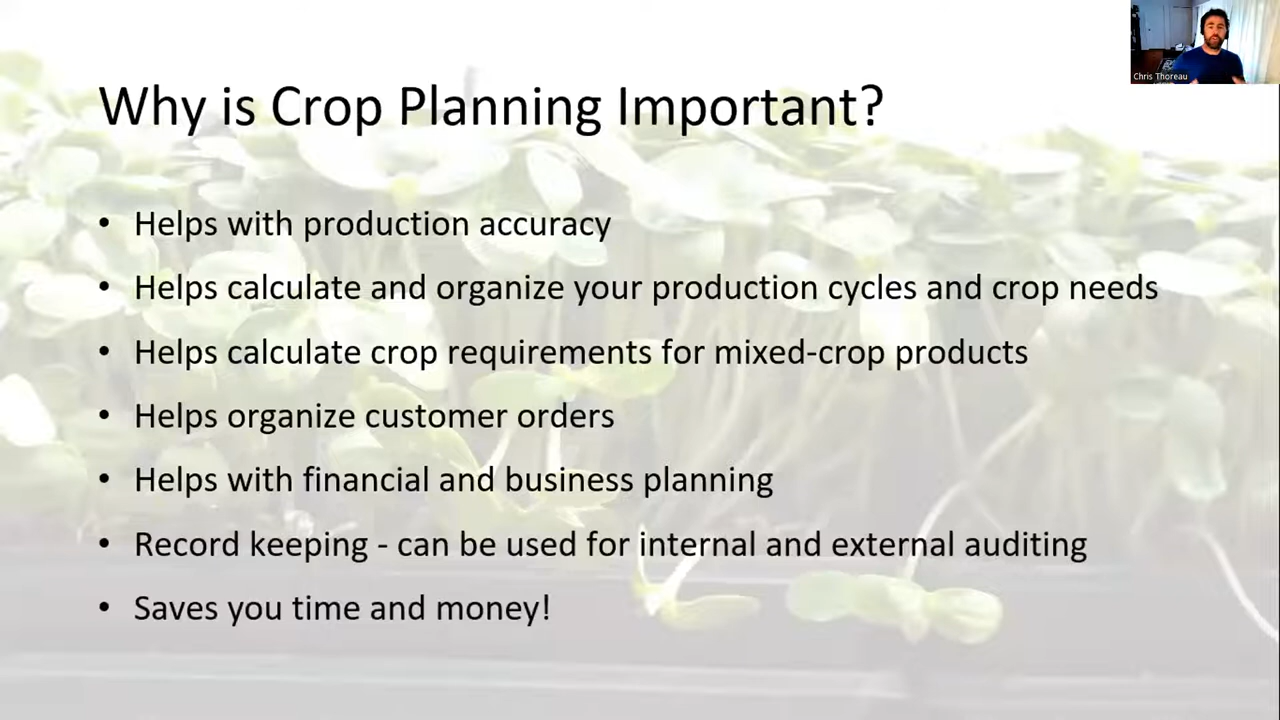 Chris Thoreau
Why is Crop Planning Important?
• Helps with production accuracy
• Helps calculate and organize your production cycles and crop needs
• Helps calculate crop requirements for mixed-crop products
• Helps organize customer orders
• Helps with financial and business planning
• Record keeping - can be used for internal and external auditing
• Saves you time and money!